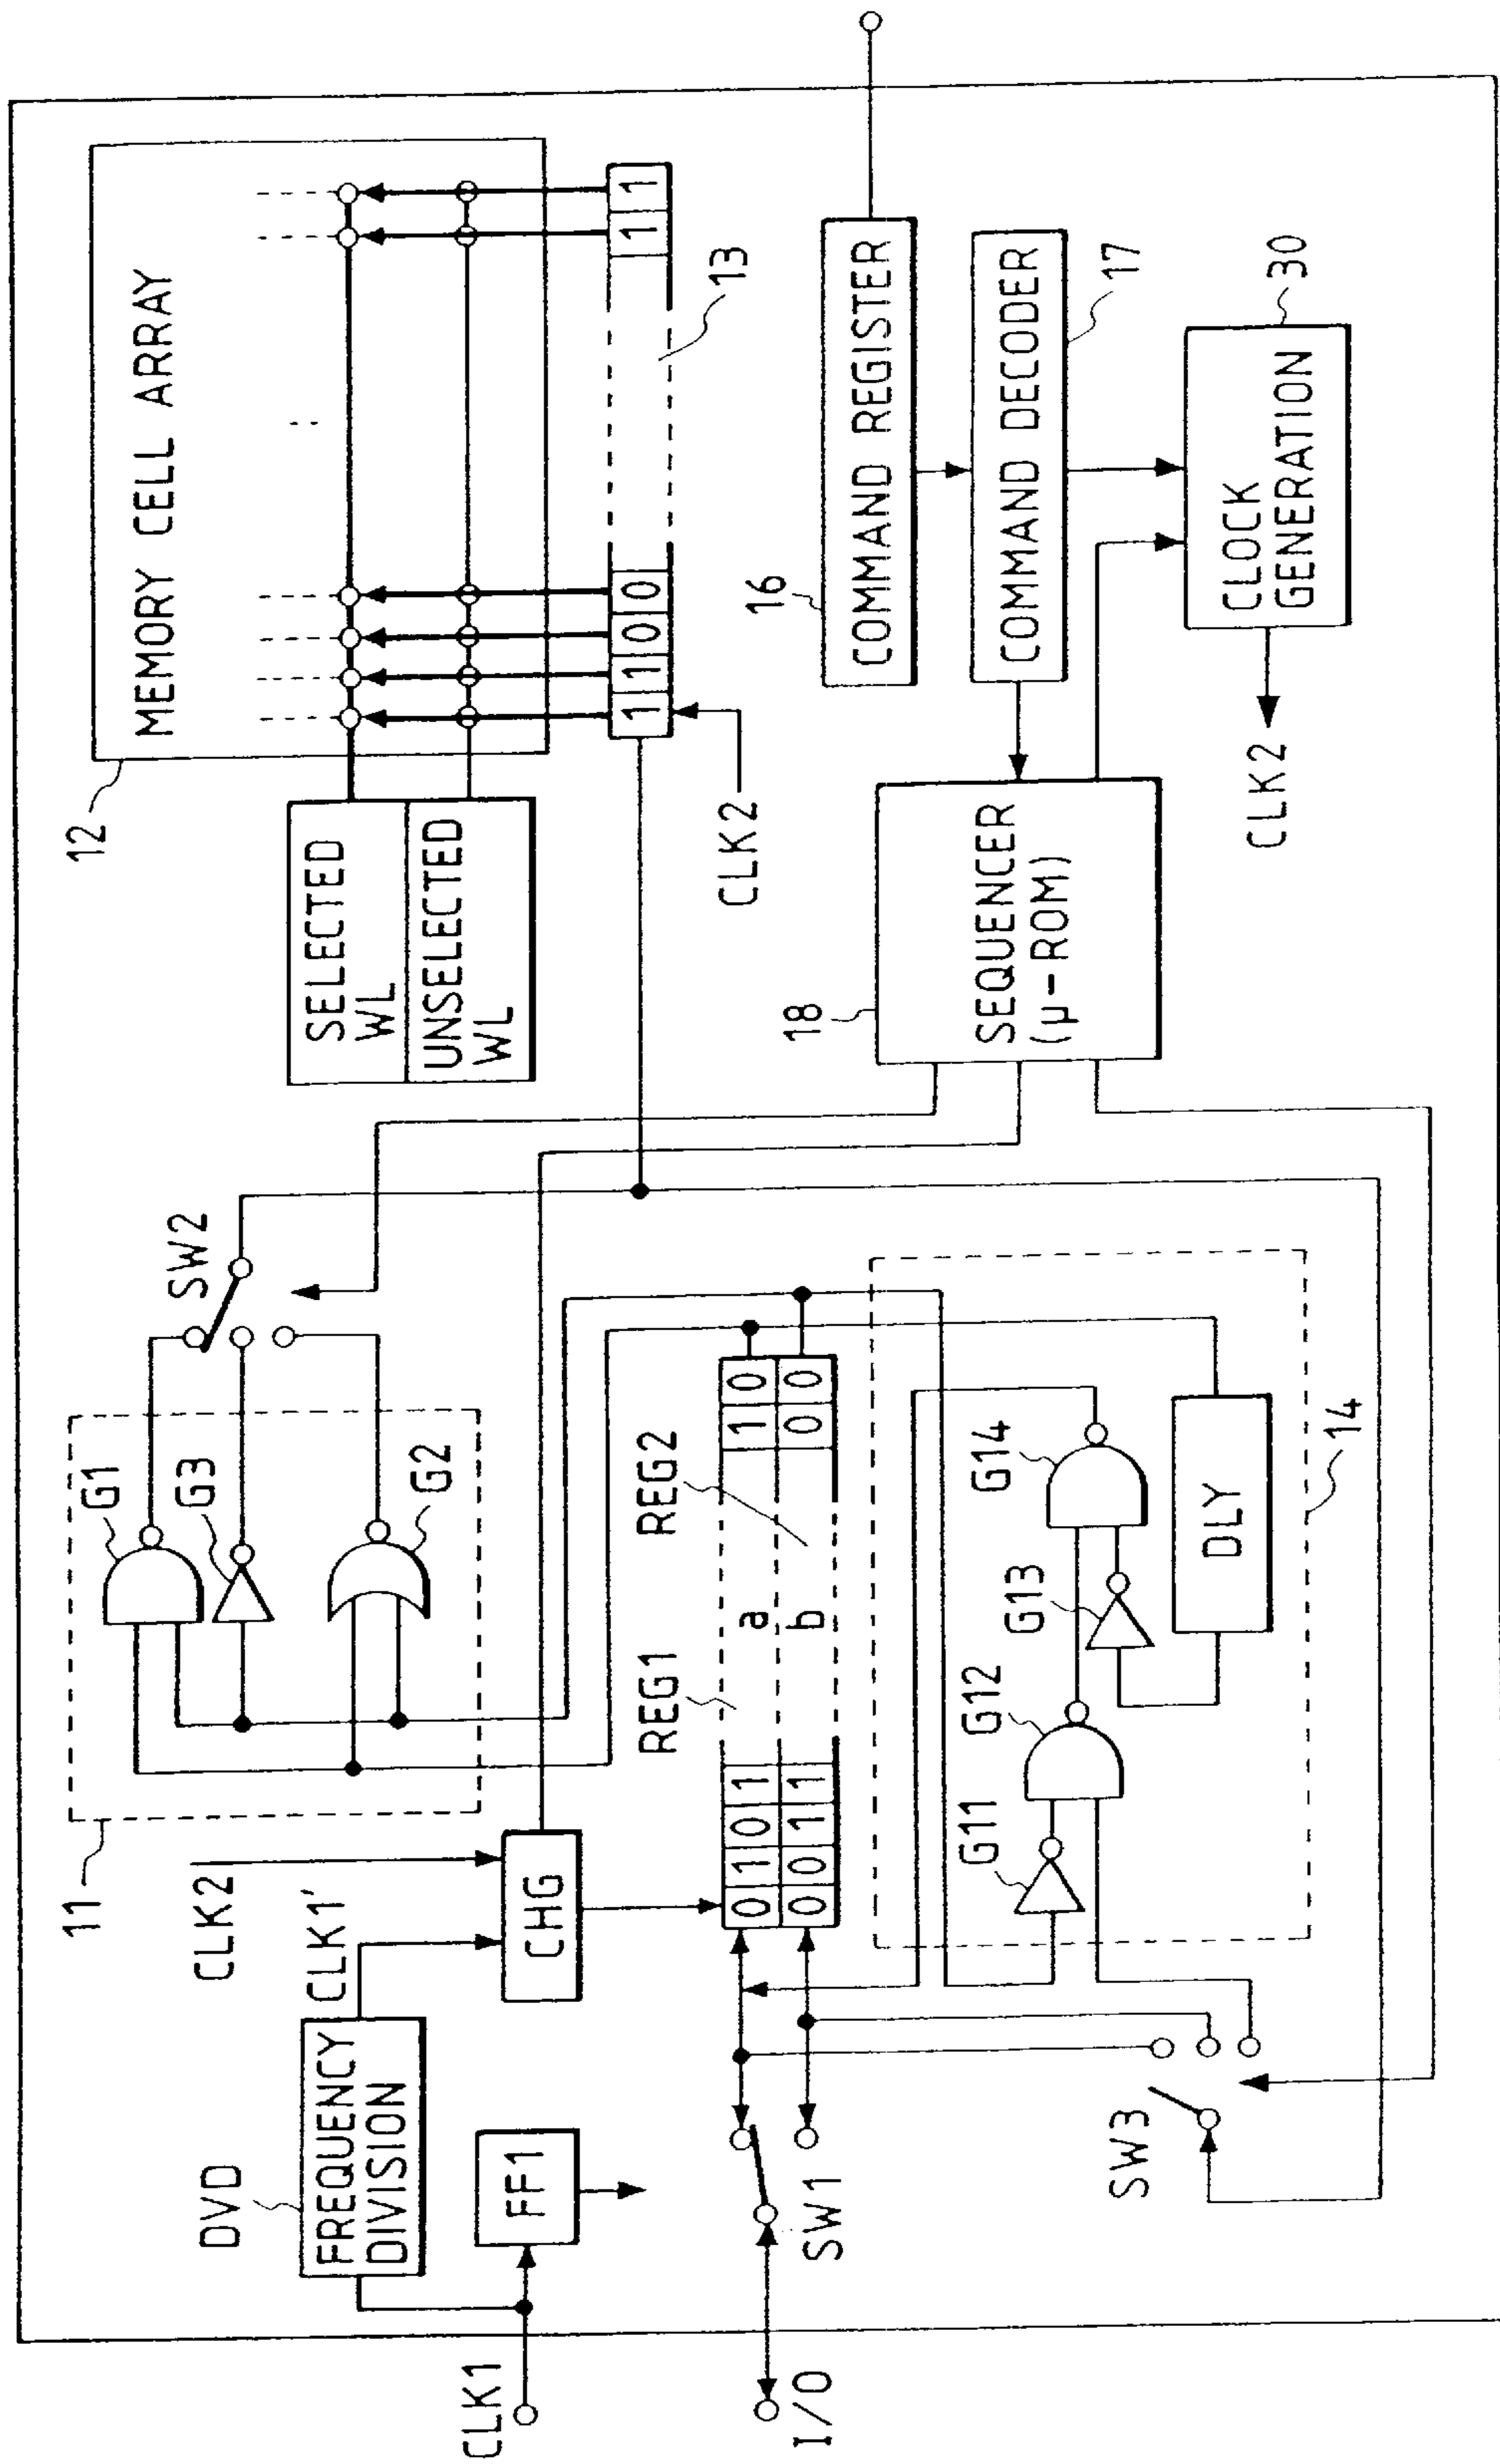 12
MEMORY CELL ARRAY
SELECTED
WL
UNSELECTED
WL
1 1 0 0
1 1
13
CLK2
SW2
11
G1
G3
G2
CLK2
CLK1'
DVD
FREQUENCY
DIVISION
CHG
FF1
CLK1
I/O
SW1
REG1
REG2
0 1 0 1
a
1 0
0 0 1 1
b
0 0
G11
G12
G13
G14
DLY
14
SW3
16
COMMAND REGISTER
COMMAND DECODER
17
18
SEQUENCER
(μ-ROM)
30
CLOCK
GENERATION
CLK2